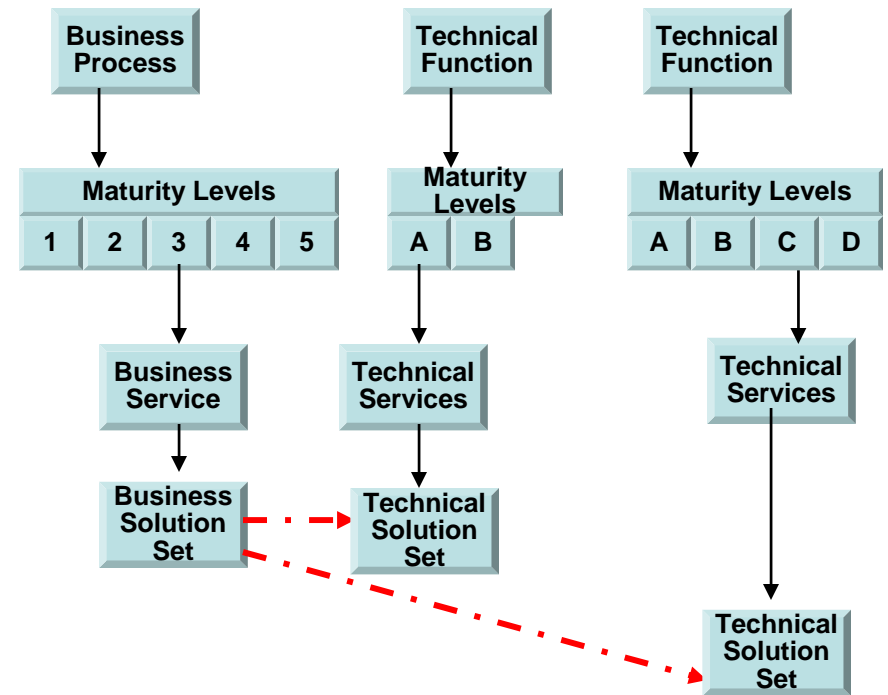 Business
Process
Technical
Function
Technical
Function
Maturity Levels
1 2 3 4 5
Maturity
Levels
A B
Maturity Levels
A B C D
Business
Service
Technical
Services
Technical
Services
Business
Solution
Set
Technical
Solution
Set
Technical
Solution
Set